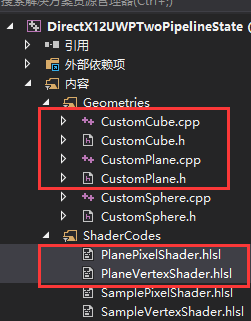 搜索解决方案资源管理器(Ctrl+;)
DirectX12UWPTwoPipelineState (
引用
外部依赖项
内容
Geometries
CustomCube.cpp
CustomCube.h
CustomPlane.cpp
CustomPlane.h
CustomSphere.cpp
CustomSphere.h
ShaderCodes
PlanePixelShader.hlsl
PlaneVertexShader.hlsl
SamplePixelShader.hlsl
SampleVertexShader.hlsl